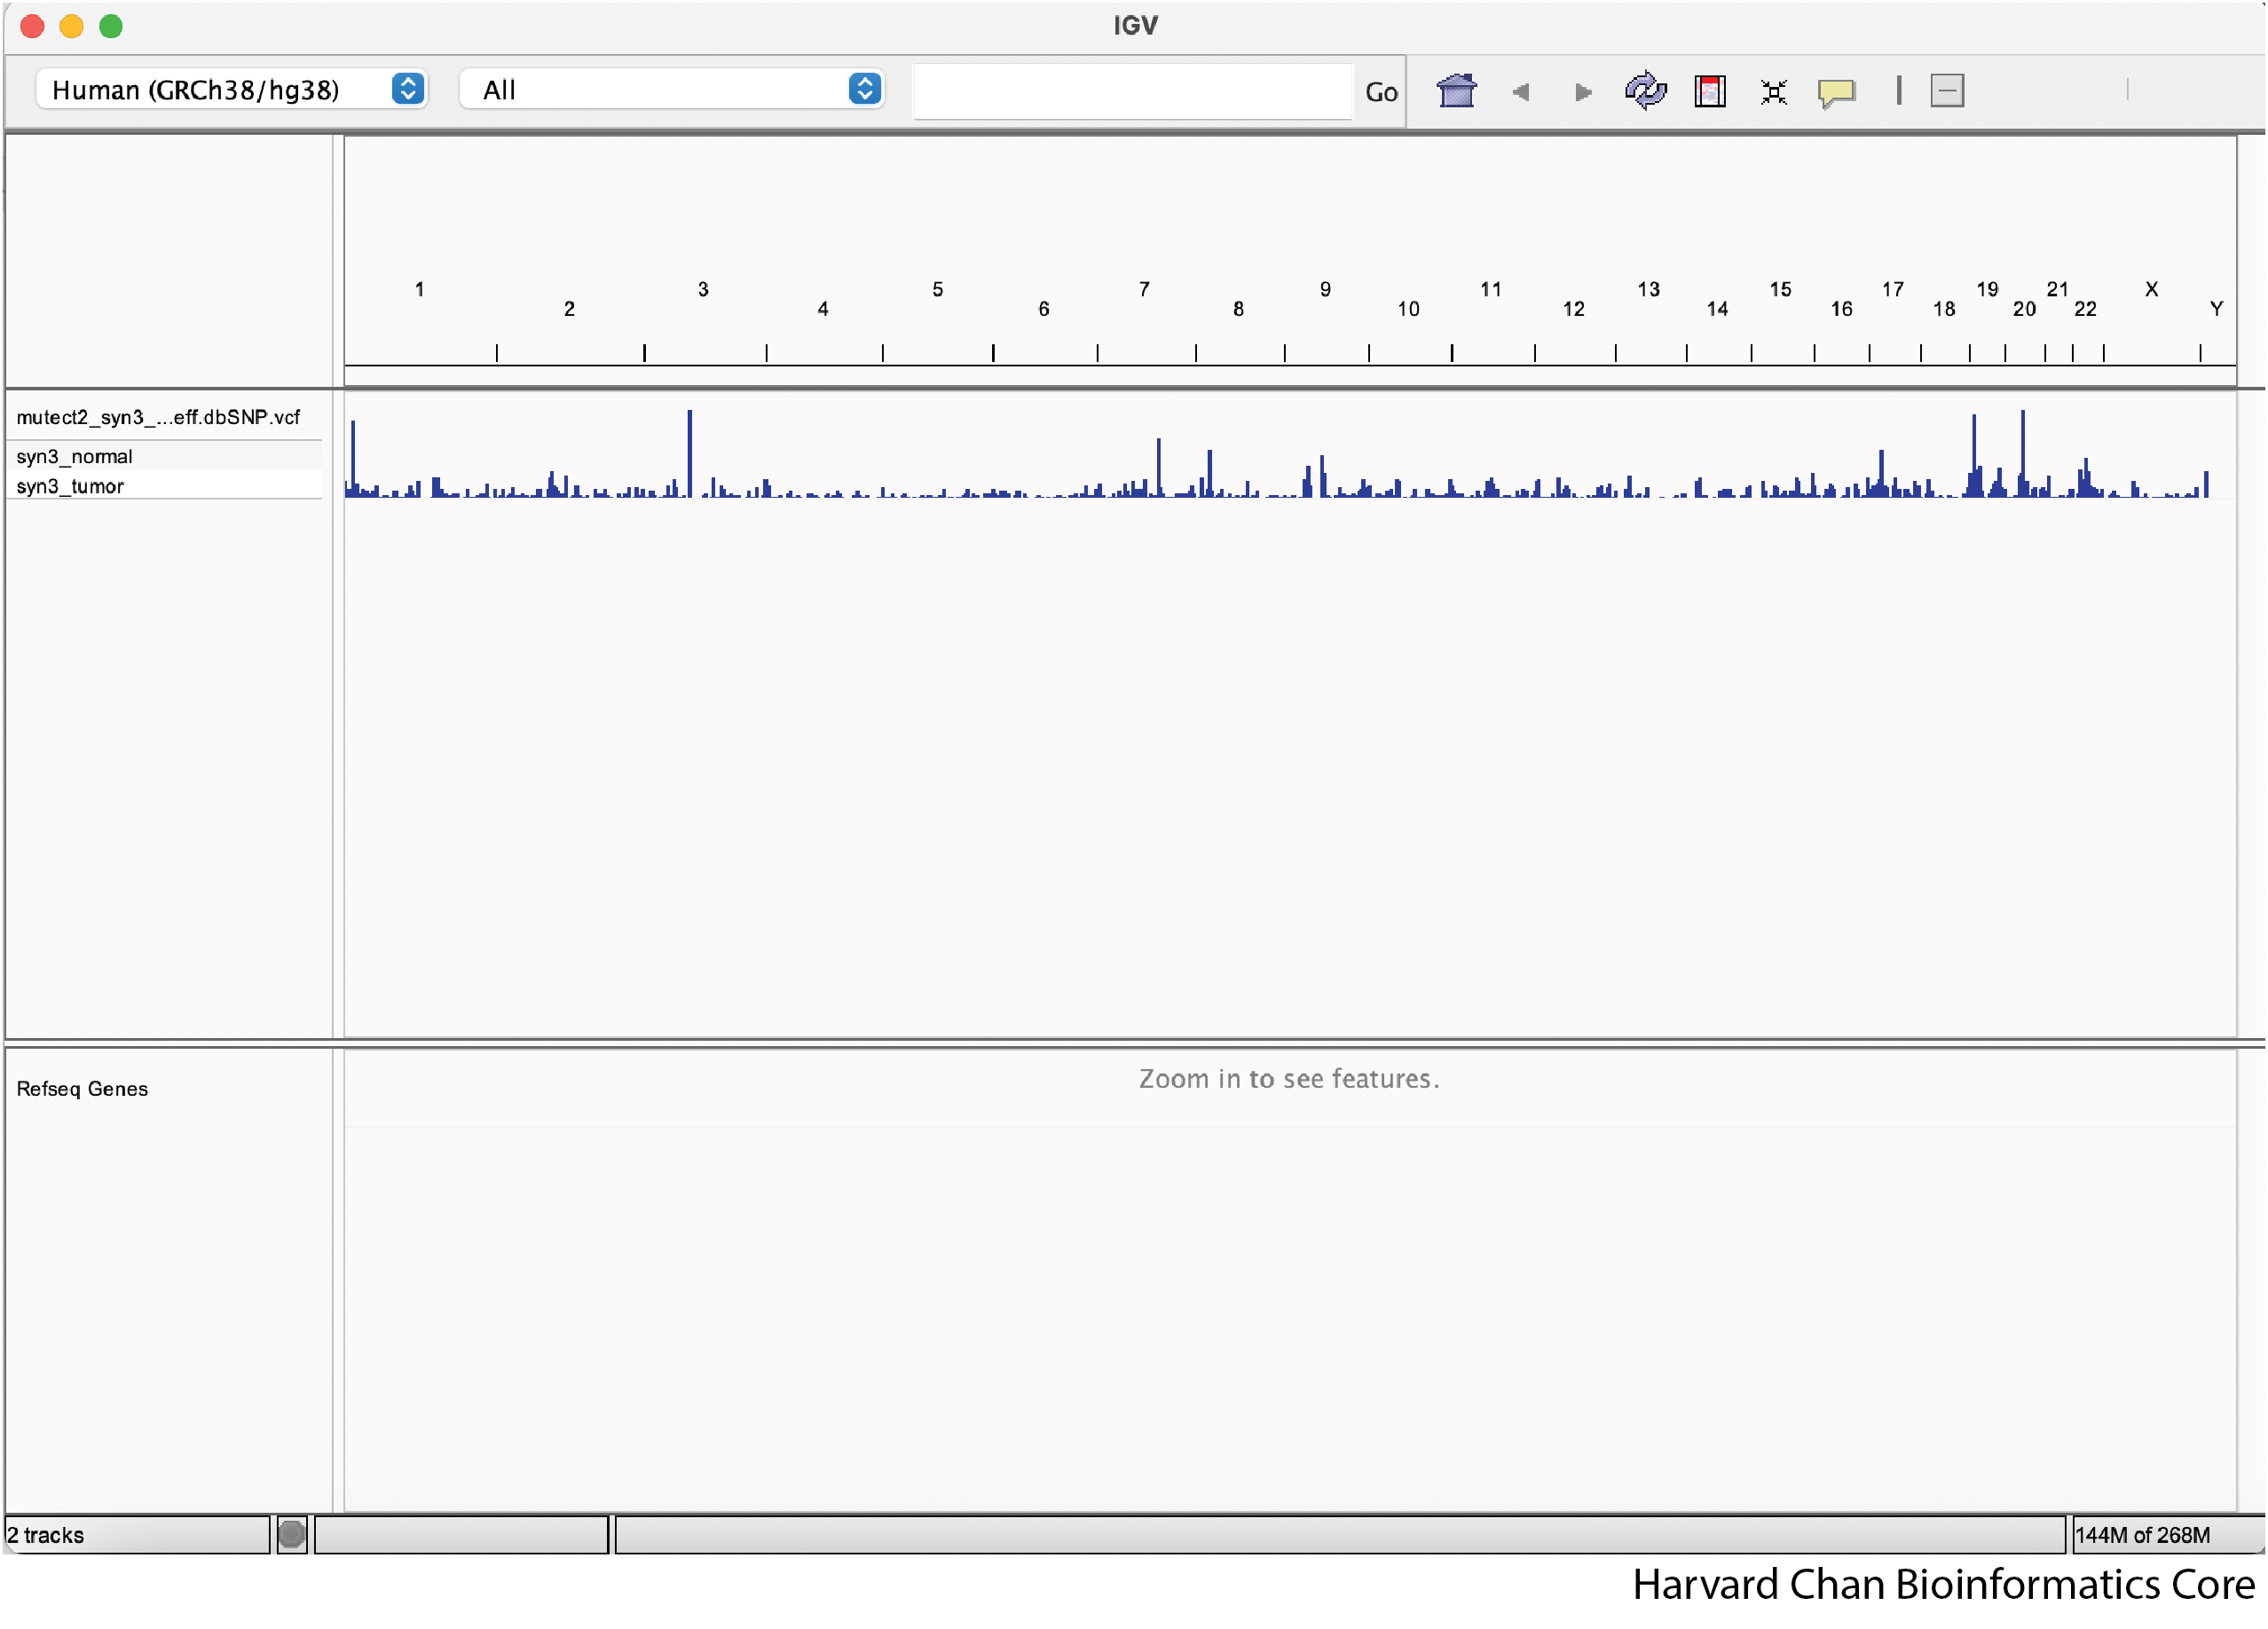 IGV
Human (GRCh38/hg38) All Go
1 3 5 7 9 11 13 15 17 19 21 X
2 4 6 8 10 12 14 16 18 20 22 Y
mutect2_syn3_...eff.dbSNP.vcf
syn3_normal
syn3_tumor
Refseq Genes Zoom in to see features.
2 tracks 144M of 268M
Harvard Chan Bioinformatics Core